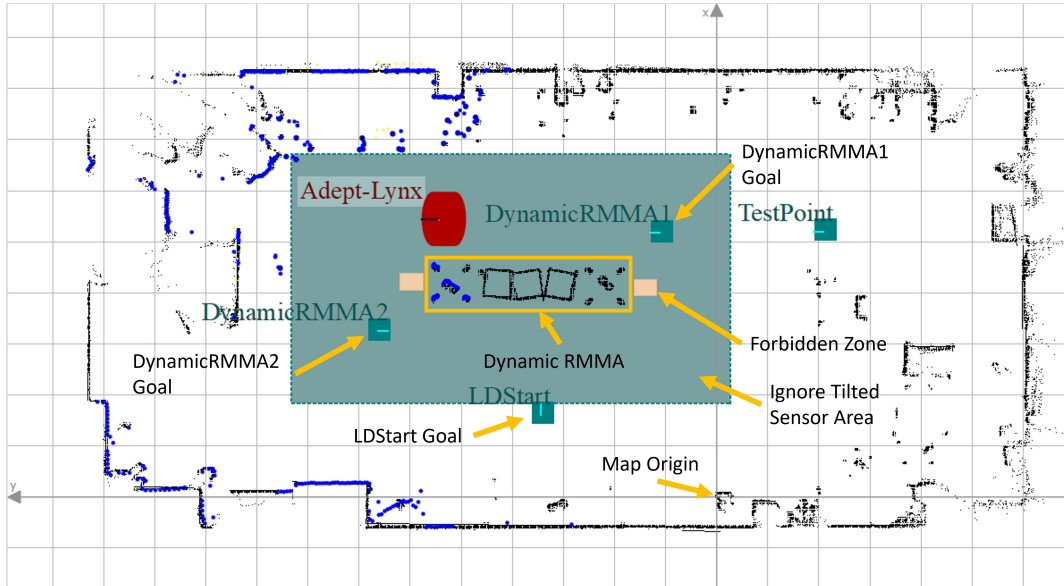 x
DynamicRMMA1
Goal
Adept-Lynx
DynamicRMMA1
TestPoint
DynamicRMMA2
DynamicRMMA2
Goal
Dynamic RMMA
Forbidden Zone
LDStart
Ignore Tilted
Sensor Area
LDStart Goal
Map Origin
y